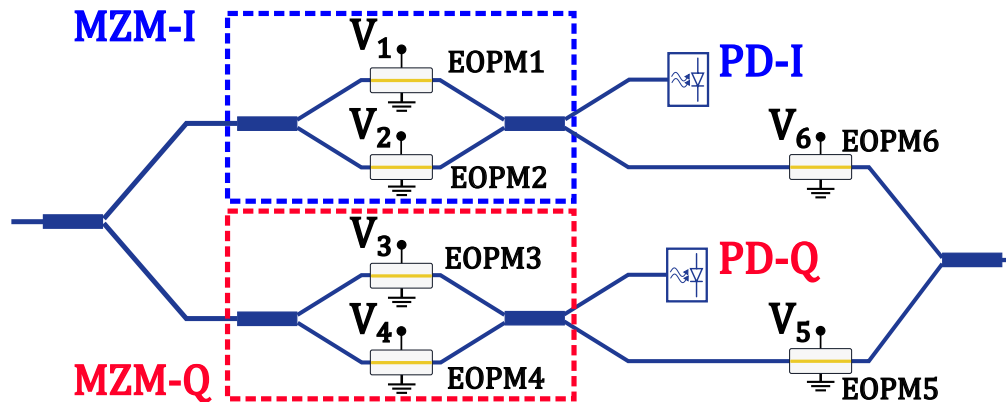 MZM-I
V1
EOPM1
PD-I
V2
EOPM2
V6
EOPM6
V3
EOPM3
PD-Q
V4
EOPM4
V5
EOPM5
MZM-Q